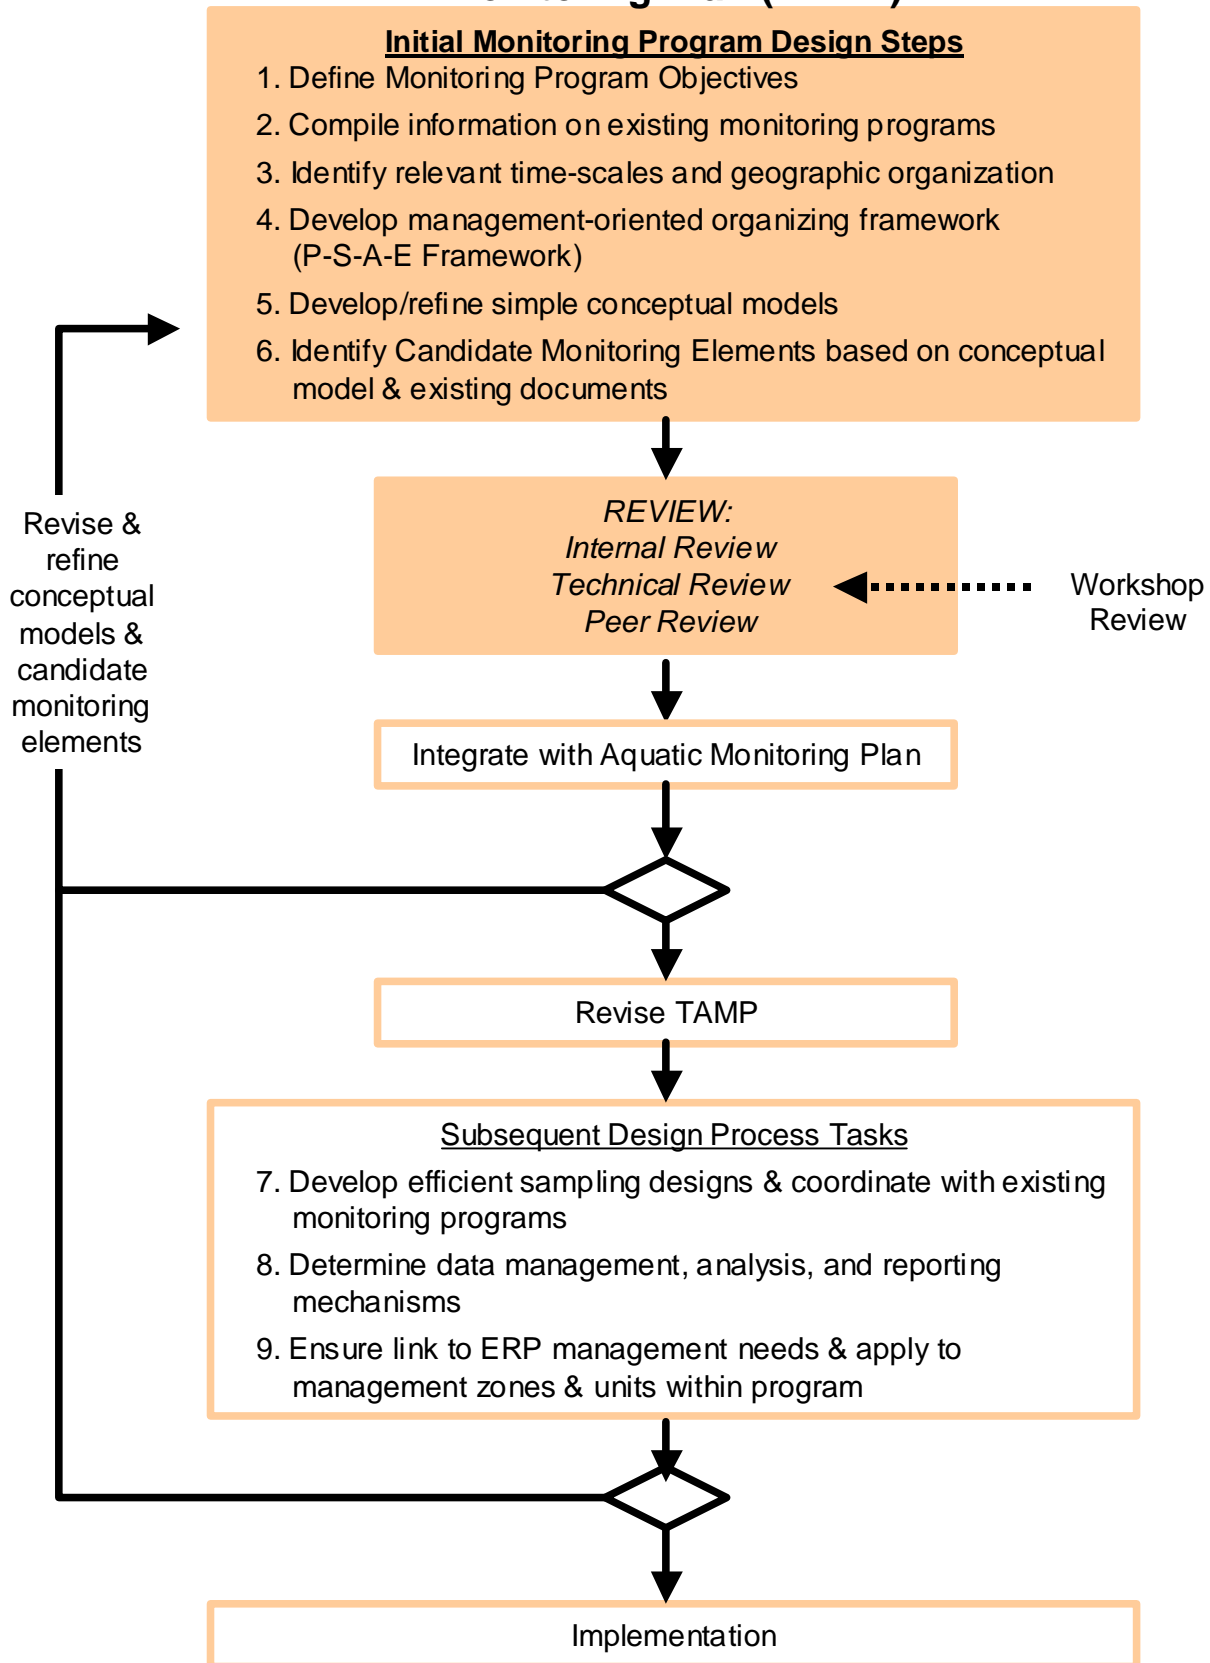 Initial Monitoring Program Design Steps
1. Define Monitoring Program Objectives
2. Compile information on existing monitoring programs
3. Identify relevant time-scales and geographic organization
4. Develop management-oriented organizing framework
(P-S-A-E Framework)
5. Develop/refine simple conceptual models
6. Identify Candidate Monitoring Elements based on conceptual
model & existing documents
REVIEW:
Internal Review
Technical Review
Peer Review
Workshop
Review
Revise &
refine
conceptual
models &
candidate
monitoring
elements
Integrate with Aquatic Monitoring Plan
Revise TAMP
Subsequent Design Process Tasks
7. Develop efficient sampling designs & coordinate with existing
monitoring programs
8. Determine data management, analysis, and reporting
mechanisms
9. Ensure link to ERP management needs & apply to
management zones & units within program
Implementation